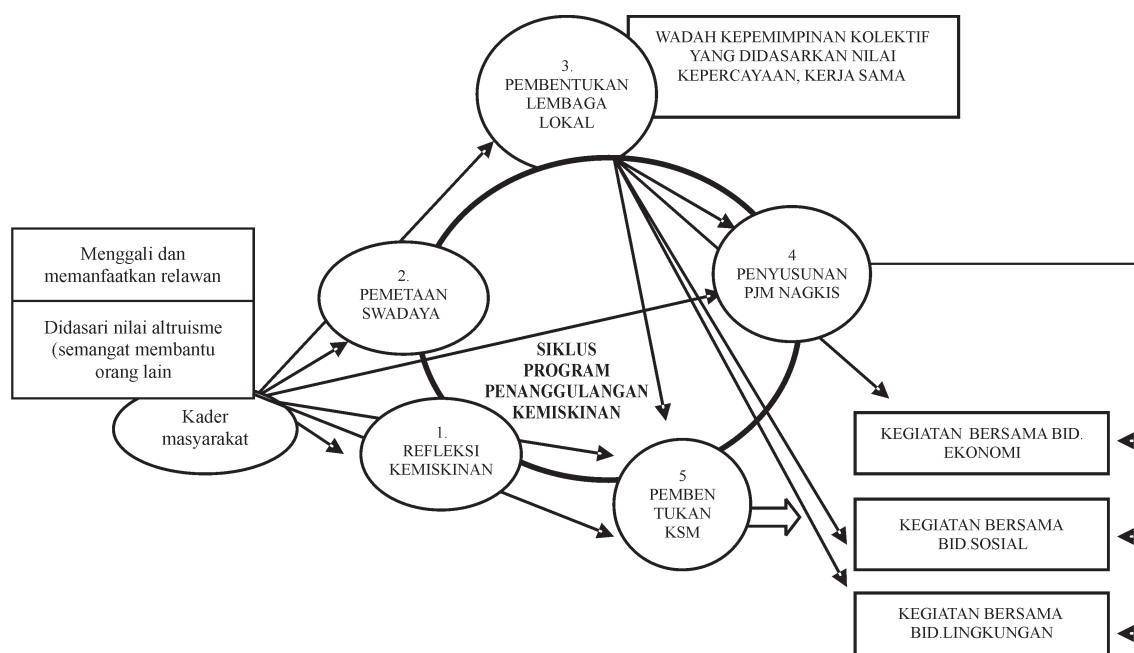 WADAH KEPEMIMPINAN KOLEKTIF
YANG DIDASARKAN NILAI
KEPERCAYAAN, KERJA SAMA
3.
PEMBENTUKAN
LEMBAGA
LOKAL
Menggali dan
memanfaatkan relawan
Didasari nilai altruisme
(semangat membantu
orang lain
Kader
masyarakat
2.
PEMETAAN
SWADAYA
4
PENYUSUNAN
PJM NAGKIS
SIKLUS
PROGRAM
PENANGGULANGAN
KEMISKINAN
1.
REFLEKSI
KEMISKINAN
5
PEMBEN
TUKAN
KSM
KEGIATAN BERSAMA BID.
EKONOMI
KEGIATAN BERSAMA
BID.SOSIAL
KEGIATAN BERSAMA
BID.LINGKUNGAN